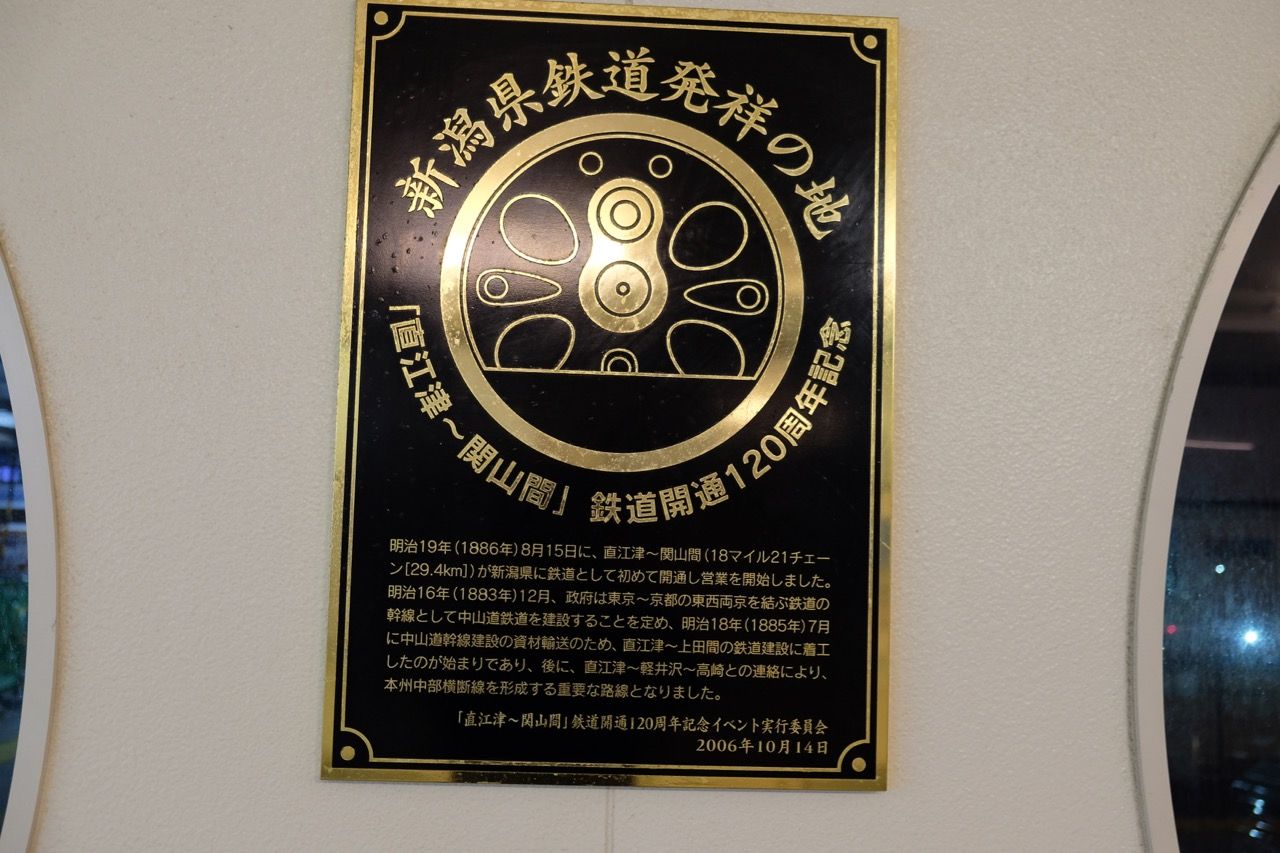 新潟県鉄道発祥の地
「直江津～関山間」鉄道開通120周年記念
明治19年(1886年)8月15日に、直江津～関山間(18マイル21チェー
ン[29.4km])が新潟県に鉄道として初めて開通し営業を開始しました。
明治16年(1883年)12月、政府は東京～京都の東西両京を結ぶ鉄道の
幹線として中山道鉄道を建設することを定め、明治18年(1885年)7月
に中山道幹線建設の資材輸送のため、直江津～上田間の鉄道建設に着工
したのが始まりであり、後に、直江津～軽井沢～高崎との連絡により、
本州中部横断線を形成する重要な路線となりました。
「直江津～関山間」鉄道開通120周年記念イベント実行委員会
2006年10月14日